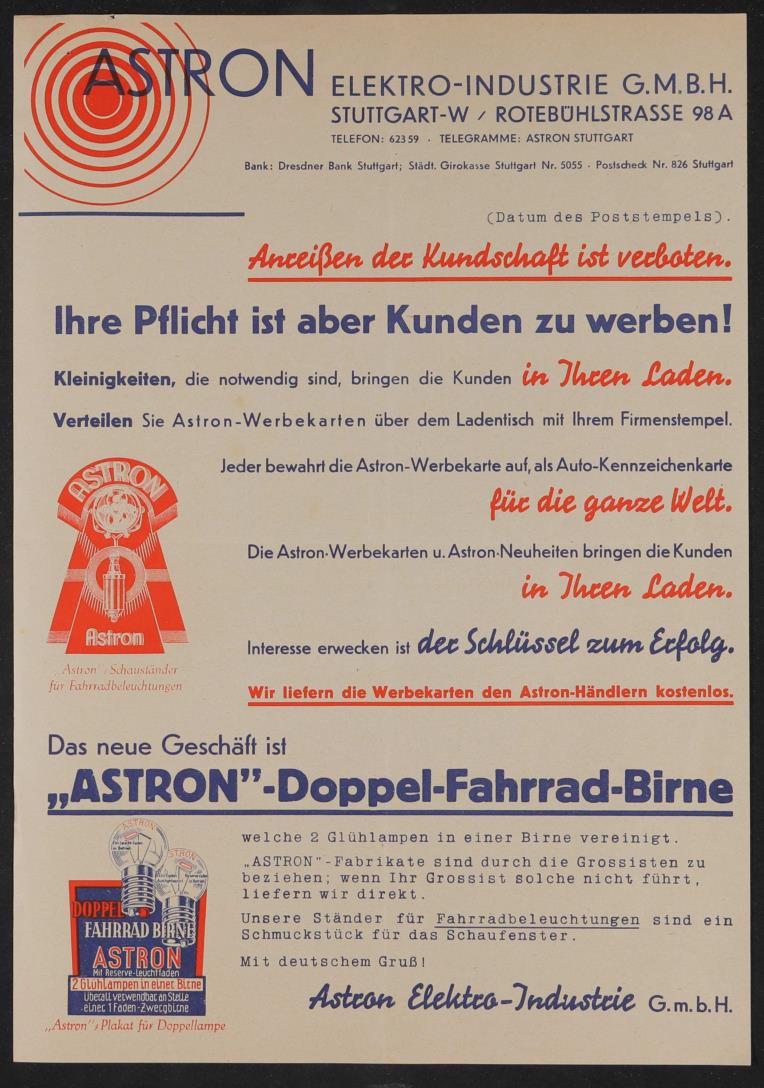 ASTRON ELEKTRO-INDUSTRIE G.M.B.H.
STUTTGART-W / ROTEBÜHLSTRASSE 98 A
TELEFON: 62359 · TELEGRAMME: ASTRON STUTTGART
Bank: Dresdner Bank Stuttgart; Städt. Girokasse Stuttgart Nr. 5055 · Postscheck Nr. 826 Stuttgart
(Datum des Poststempels).
Anreißen der Kundschaft ist verboten.
Ihre Pflicht ist aber Kunden zu werben!
Kleinigkeiten, die notwendig sind, bringen die Kunden in Ihren Laden.
Verteilen Sie Astron-Werbekarten über dem Ladentisch mit Ihrem Firmenstempel.
Jeder bewahrt die Astron-Werbekarte auf, als Auto-Kennzeichenkarte
für die ganze Welt.
Die Astron-Werbekarten u. Astron-Neuheiten bringen die Kunden
in Ihren Laden.
Interesse erwecken ist der Schlüssel zum Erfolg.
Wir liefern die Werbekarten den Astron-Händlern kostenlos.
ASTRON
Astron
„Astron"-Schauständer
für Fahrradbeleuchtungen
Das neue Geschäft ist
„ASTRON"-Doppel-Fahrrad-Birne
welche 2 Glühlampen in einer Birne vereinigt.
„ASTRON"-Fabrikate sind durch die Grossisten zu
beziehen; wenn Ihr Grossist solche nicht führt,
liefern wir direkt.
Unsere Ständer für Fahrradbeleuchtungen sind ein
Schmuckstück für das Schaufenster.
Mit deutschem Gruß!
Astron Elektro-Industrie G.m.b.H.
ASTRON
ASTRON
DOPPEL
FAHRRAD BIRNE
ASTRON
Mit Reserve-Leuchtfaden
2 Glühlampen in einer Birne
Überall verwendbar an Stelle
einer 1 Faden-Zwergbirne
„Astron"-Plakat für Doppellampe